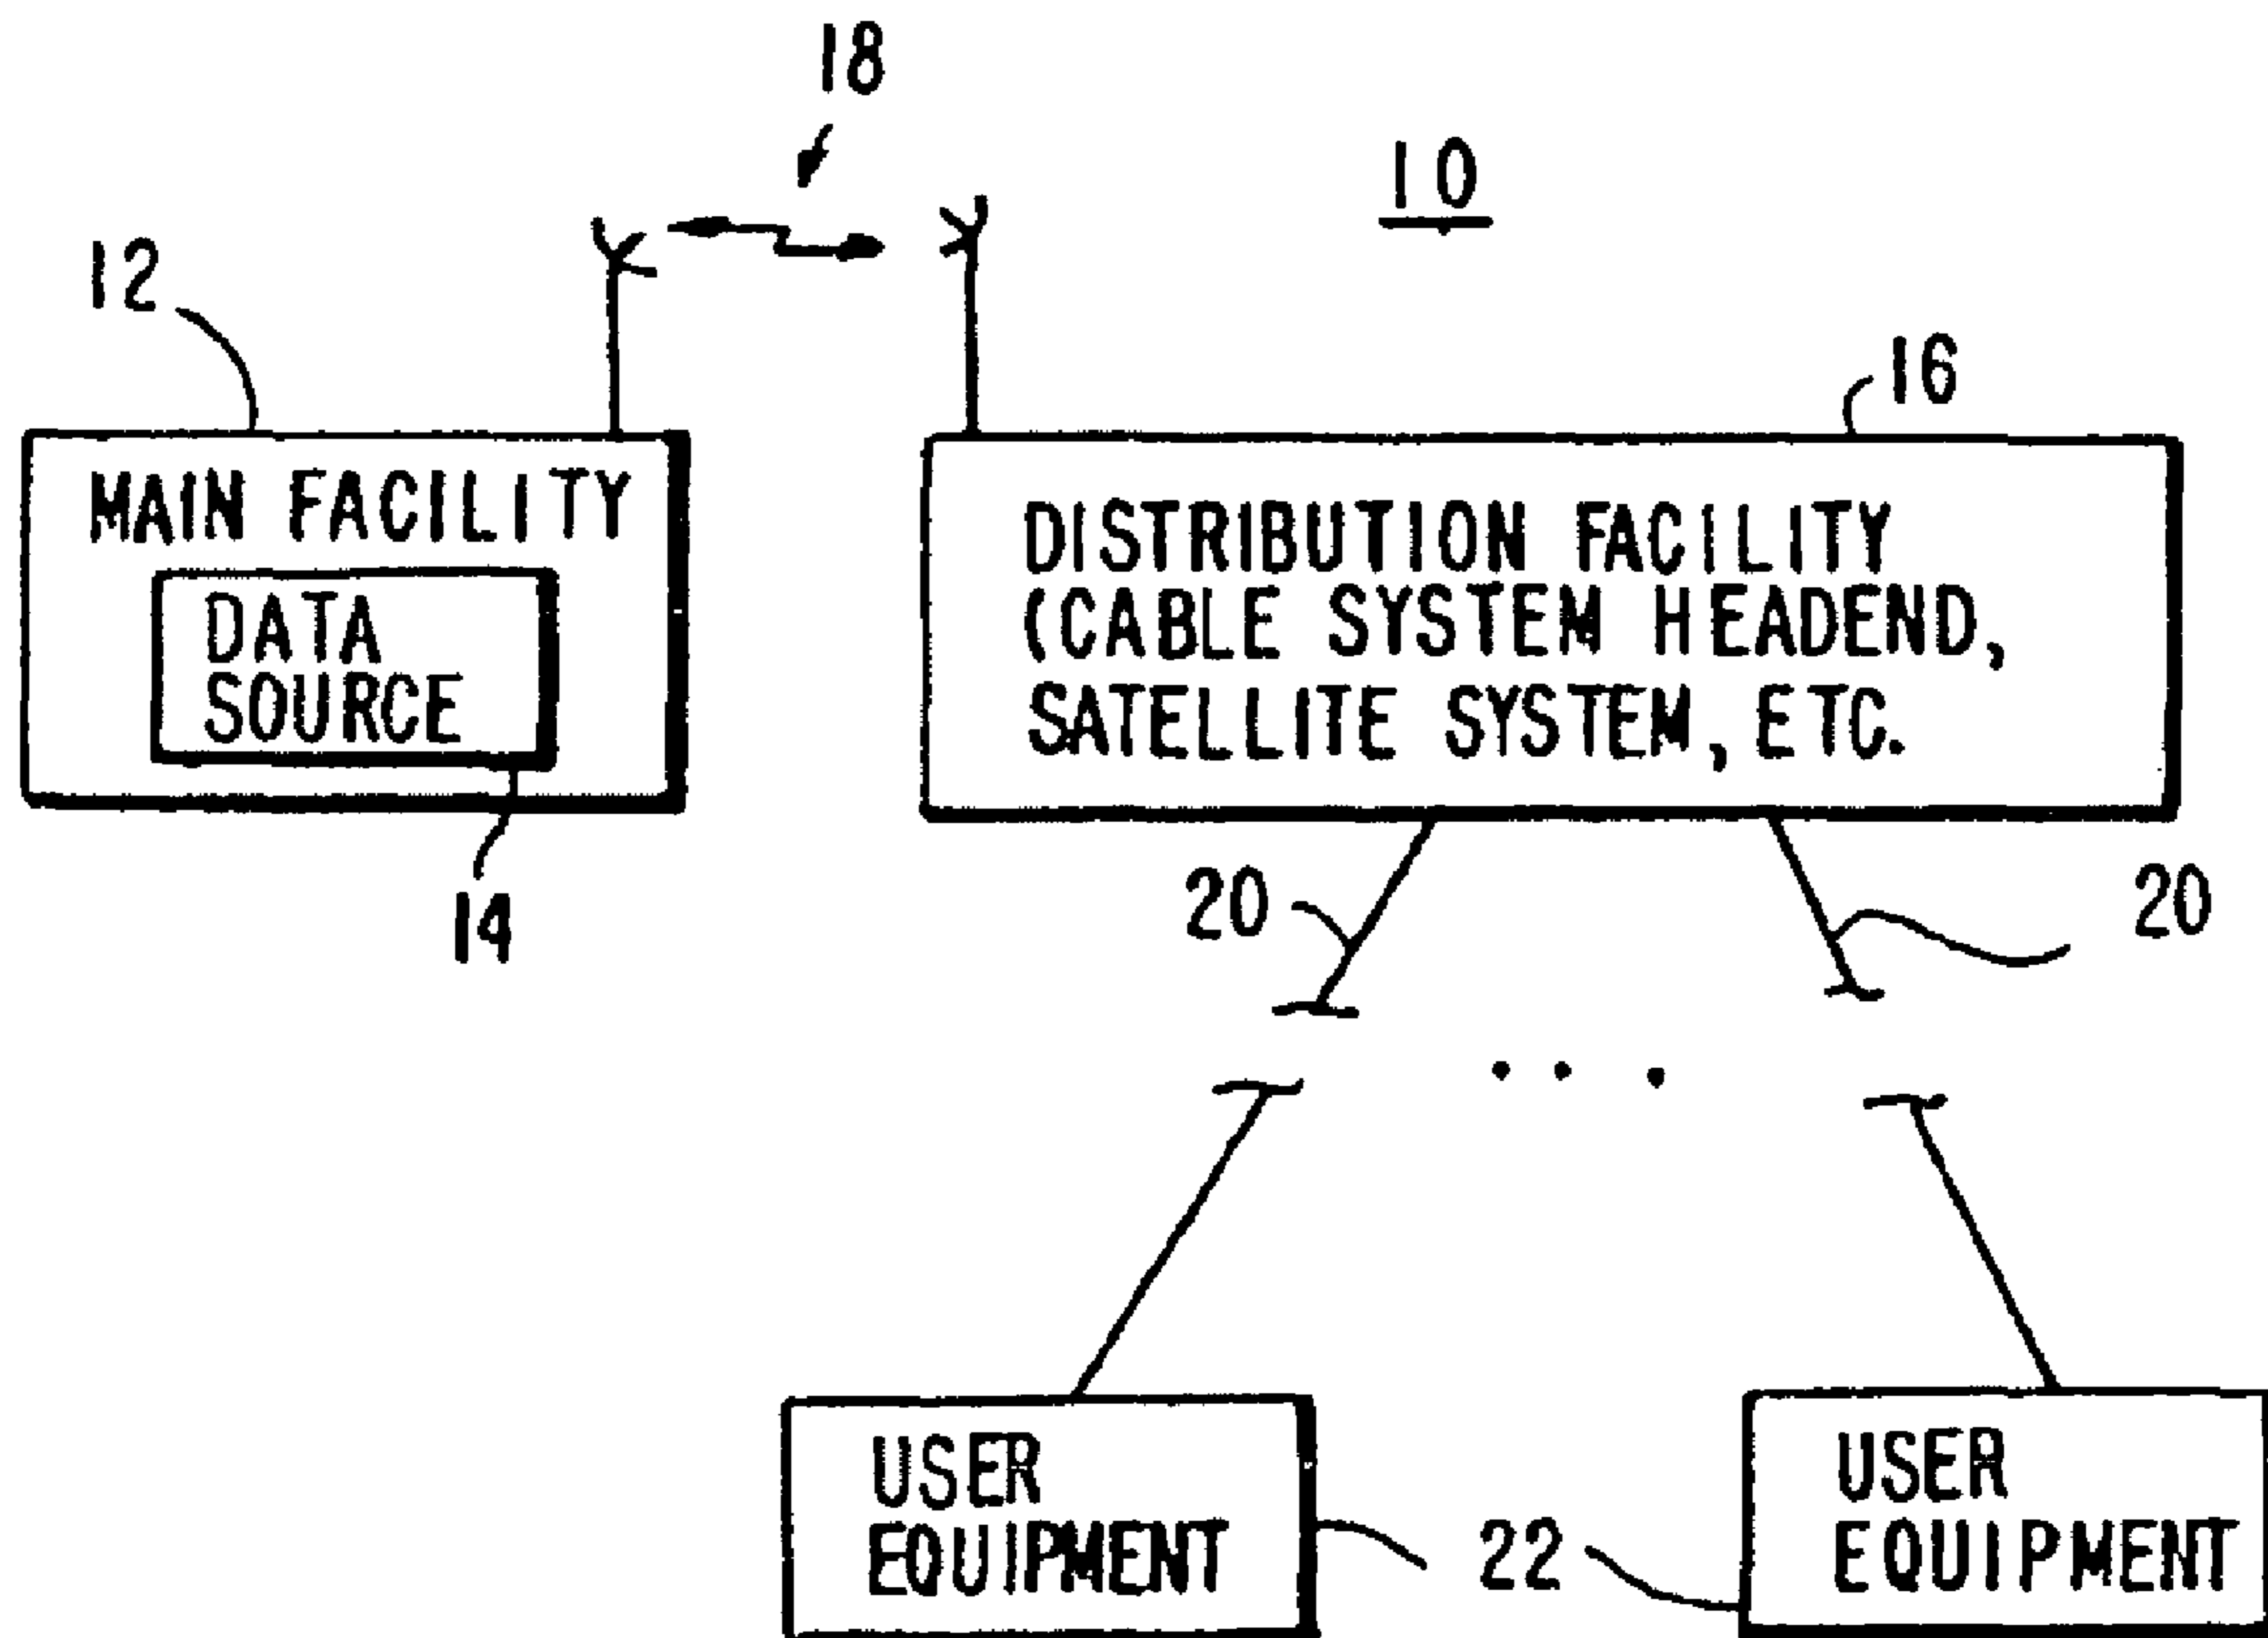 18
10
12
16
MAIN FACILITY
DATA
SOURCE
DISTRIBUTION FACILITY
(CABLE SYSTEM HEADEND,
SATELLITE SYSTEM, ETC.
14
20
20
USER
EQUIPMENT
22
USER
EQUIPMENT